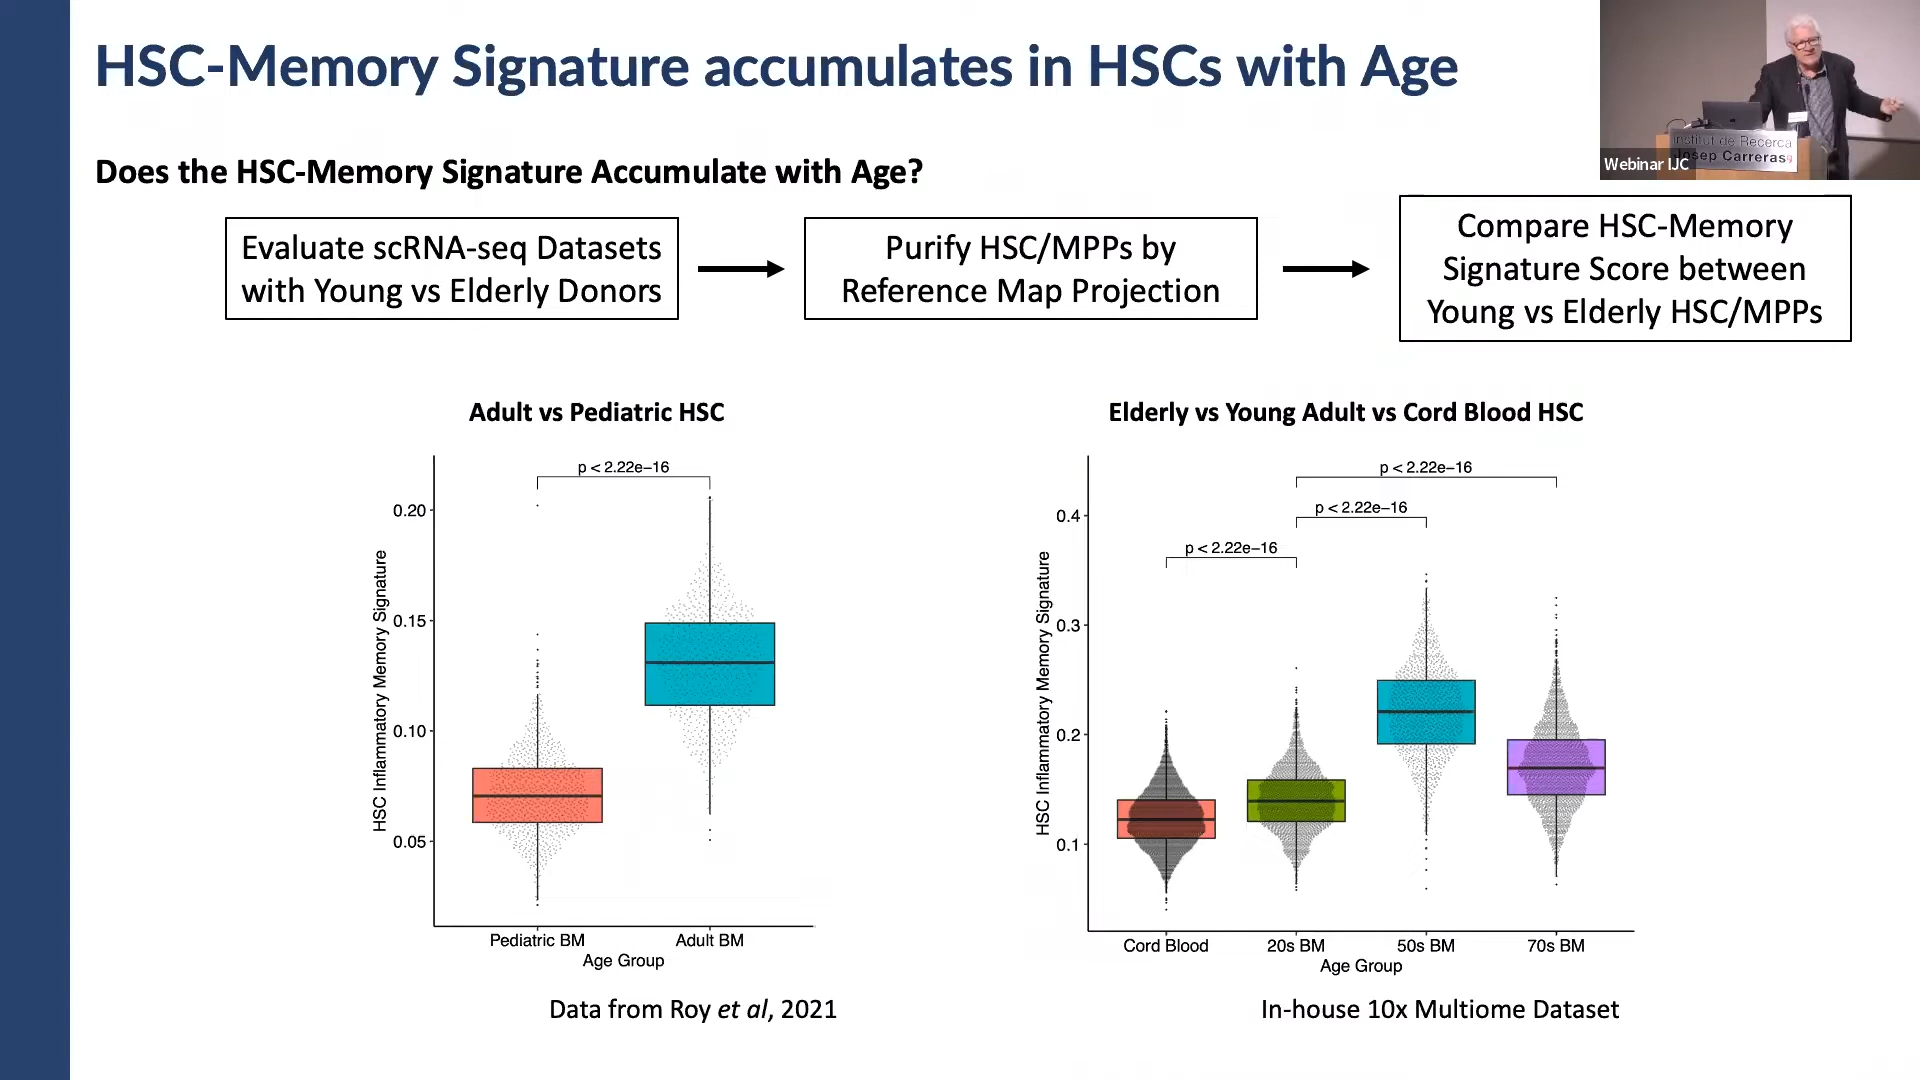 HSC-Memory Signature accumulates in HSCs with Age
Institut de Recerca
Josep Carreras
Webinar IJC
Does the HSC-Memory Signature Accumulate with Age?
Evaluate scRNA-seq Datasets
with Young vs Elderly Donors
Purify HSC/MPPs by
Reference Map Projection
Compare HSC-Memory
Signature Score between
Young vs Elderly HSC/MPPs
Adult vs Pediatric HSC
p < 2.22e−16
0.20
0.15
0.10
0.05
HSC Inflammatory Memory Signature
Pediatric BM
Adult BM
Age Group
Data from Roy et al, 2021
Elderly vs Young Adult vs Cord Blood HSC
p < 2.22e−16
p < 2.22e−16
p < 2.22e−16
0.4
0.3
0.2
0.1
HSC Inflammatory Memory Signature
Cord Blood
20s BM
50s BM
70s BM
Age Group
In-house 10x Multiome Dataset